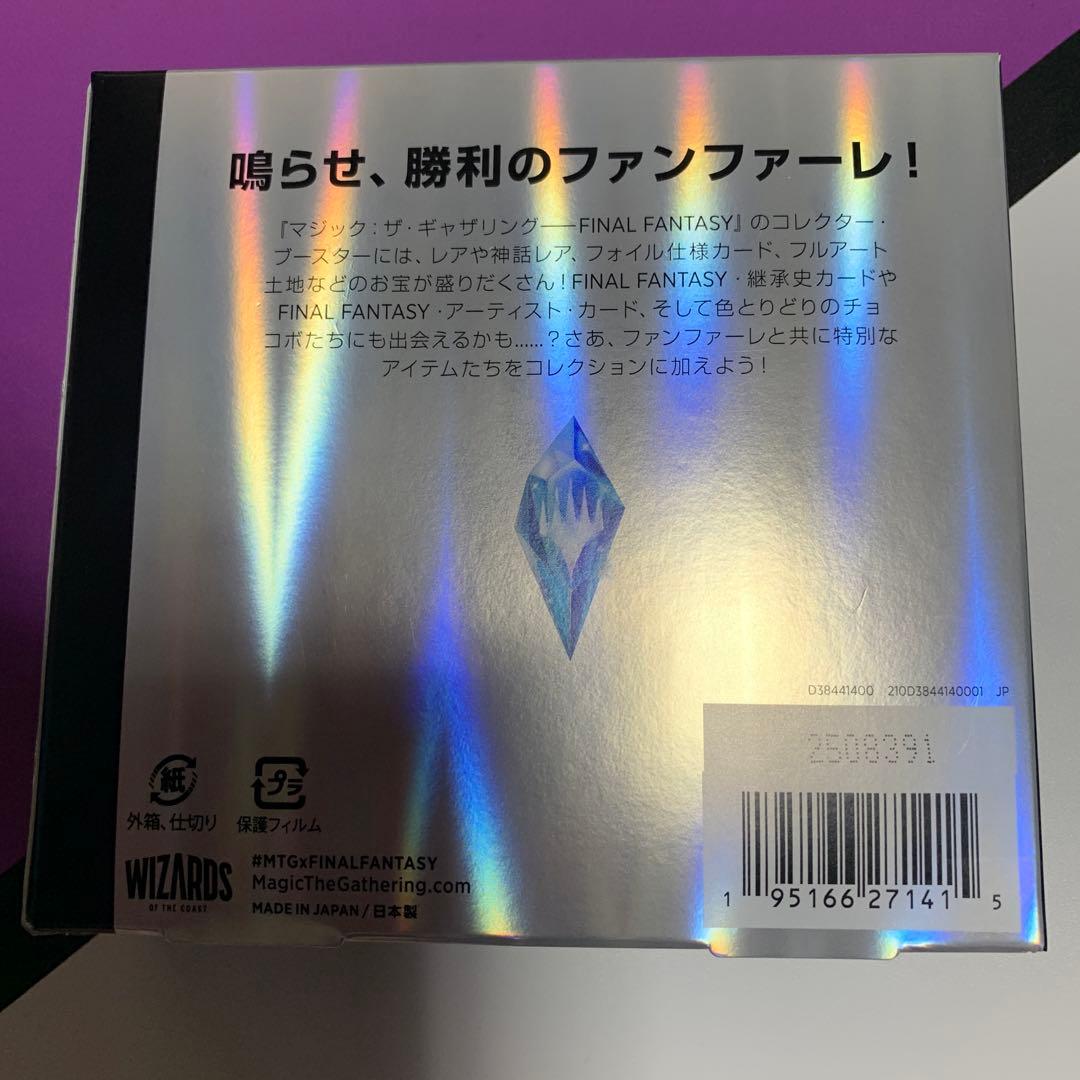 鳴らせ、勝利のファンファーレ！
『マジック：ザ・ギャザリング――FINAL FANTASY』のコレクター・
ブースターには、レアや神話レア、フォイル仕様カード、フルアート
土地などのお宝が盛りだくさん！FINAL FANTASY・継承史カードや
FINAL FANTASY・アーティスト・カード、そして色とりどりのチョ
コボたちにも出会えるかも……？さあ、ファンファーレと共に特別な
アイテムたちをコレクションに加えよう！
D38441400 210D3844140001 JP
2508391
1 95166 27141 5
紙
外箱、仕切り
プラ
保護フィルム
WIZARDS
OF THE COAST
#MTGxFINALFANTASY
MagicTheGathering.com
MADE IN JAPAN / 日本製